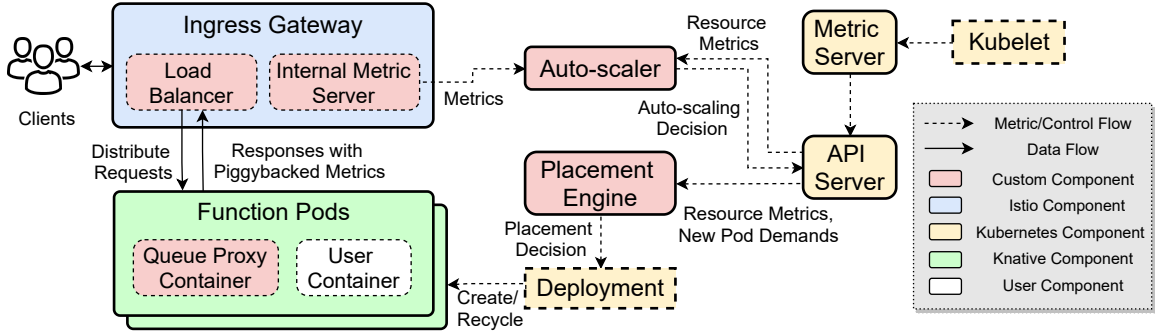 Clients
Ingress Gateway
Load
Balancer
Internal Metric
Server
Metrics
Auto-scaler
Resource
Metrics
Metric
Server
Kubelet
Auto-scaling
Decision
API
Server
Distribute
Requests
Responses with
Piggybacked Metrics
Placement
Engine
Resource Metrics,
New Pod Demands
Placement
Decision
Function Pods
Queue Proxy
Container
User
Container
Create/
Recycle
Deployment
Metric/Control Flow
Data Flow
Custom Component
Istio Component
Kubernetes Component
Knative Component
User Component